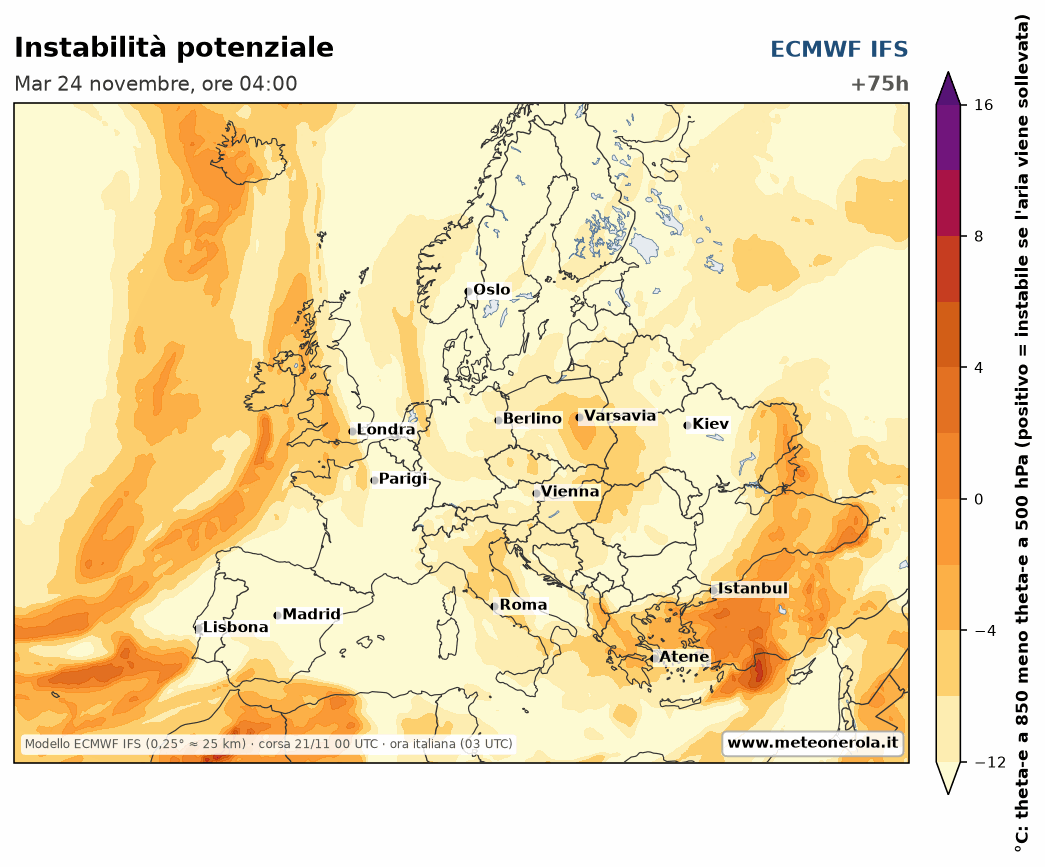 Instabilità potenziale
ECMWF IFS
Mar 24 novembre, ore 04:00
+75h
Oslo
Berlino
Varsavia
Kiev
Londra
Parigi
Vienna
Istanbul
Roma
Madrid
Lisbona
Atene
Modello ECMWF IFS (0,25° ≈ 25 km) · corsa 21/11 00 UTC · ora italiana (03 UTC)
www.meteonerola.it
16
8
4
0
−4
−12
°C: theta-e a 850 meno theta-e a 500 hPa (positivo = instabile se l'aria viene sollevata)